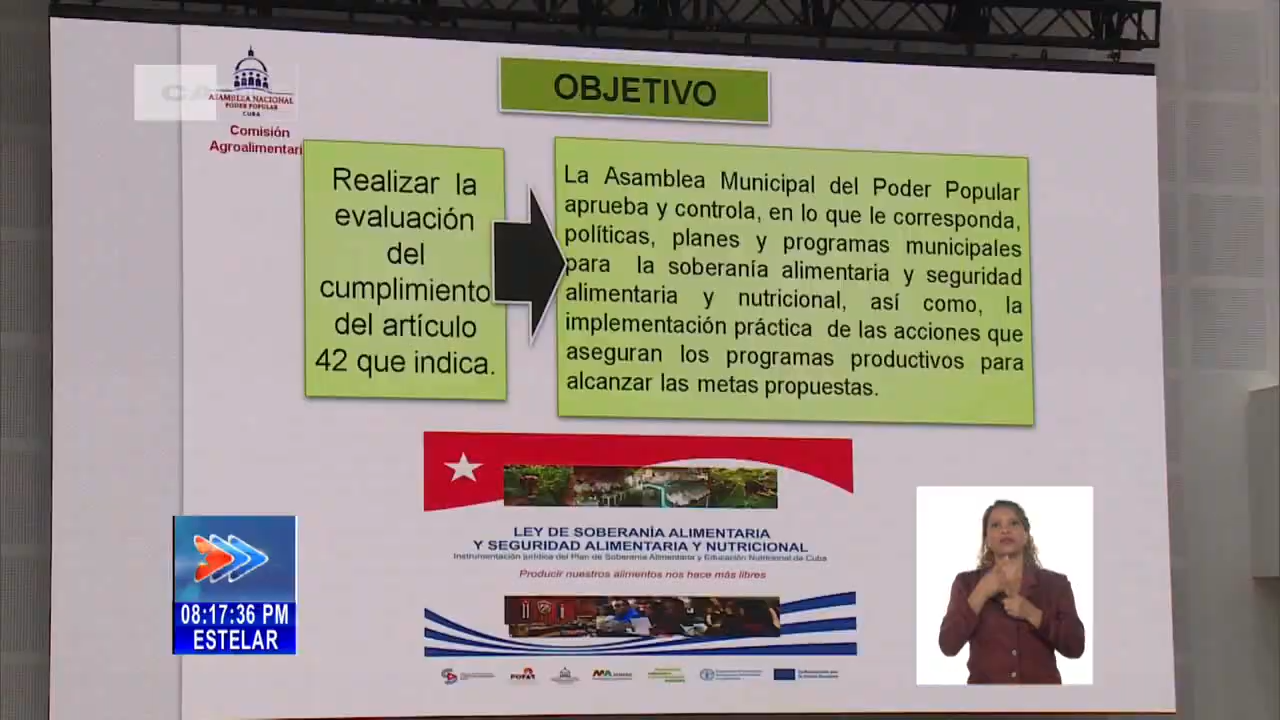 ASAMBLEA NACIONAL
PODER POPULAR
CUBA
Comisión
Agroalimentari
OBJETIVO
Realizar la
evaluación
del
cumplimiento
del artículo
42 que indica.
La Asamblea Municipal del Poder Popular
aprueba y controla, en lo que le corresponda,
políticas, planes y programas municipales
para la soberanía alimentaria y seguridad
alimentaria y nutricional, así como, la
implementación práctica de las acciones que
aseguran los programas productivos para
alcanzar las metas propuestas.
LEY DE SOBERANÍA ALIMENTARIA
Y SEGURIDAD ALIMENTARIA Y NUTRICIONAL
Instrumentación jurídica del Plan de Soberanía Alimentaria y Educación Nutricional de Cuba
Producir nuestros alimentos nos hace más libres
08:17:36 PM
ESTELAR